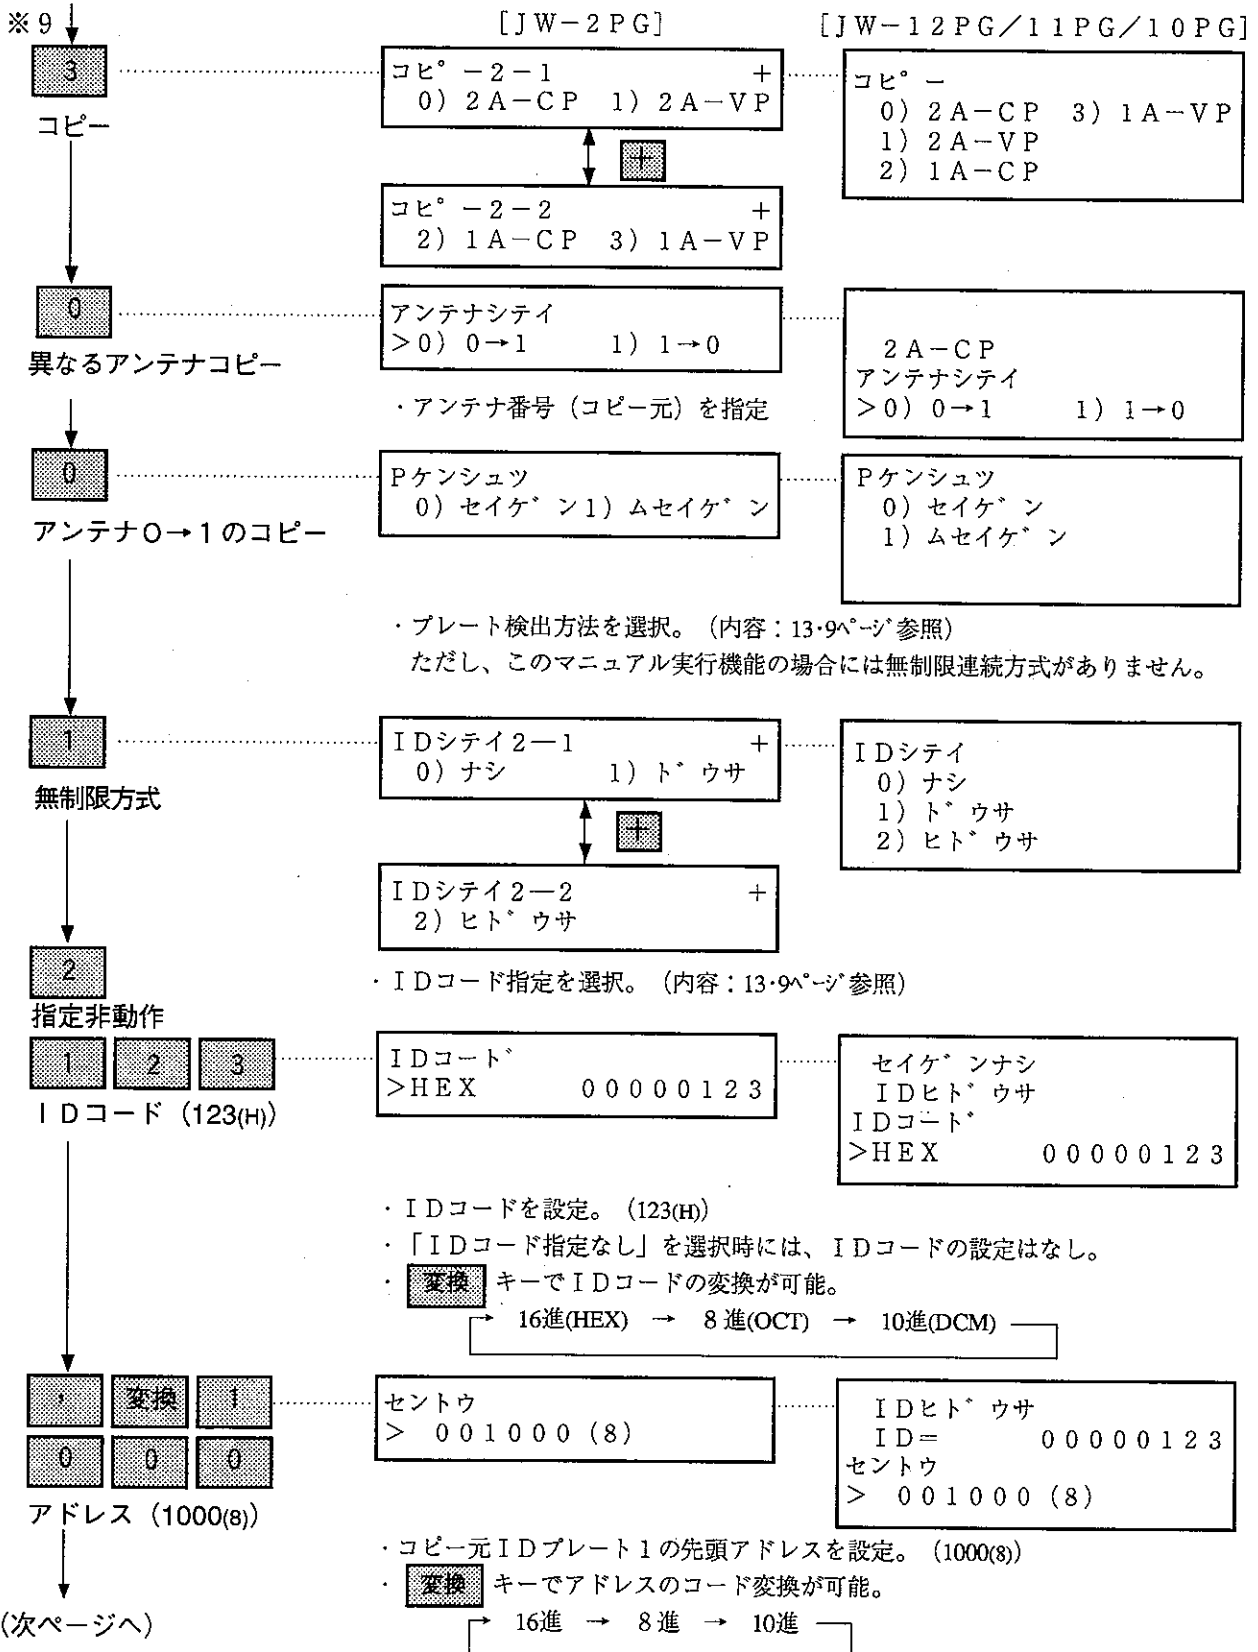 ※9
[JW-2PG] [JW-12PG/11PG/10PG]
3
コピー
コピ゜-2-1 +
0) 2A-CP 1) 2A-VP
+
コピ゜-2-2 +
2) 1A-CP 3) 1A-VP
コピ゜-
0) 2A-CP 3) 1A-VP
1) 2A-VP
2) 1A-CP
0
異なるアンテナコピー
アンテナシテイ
>0) 0→1 1) 1→0
・アンテナ番号(コピー元)を指定
2A-CP
アンテナシテイ
>0) 0→1 1) 1→0
0
アンテナ0→1のコピー
Pケンシュツ
0) セイケ゛ン1) ムセイケ゛ン
Pケンシュツ
0) セイケ゛ン
1) ムセイケ゛ン
・プレート検出方法を選択。(内容:13・9ページ参照)
ただし、このマニュアル実行機能の場合には無制限連続方式がありません。
1
無制限方式
IDシテイ2―1 +
0) ナシ 1) ト゛ウサ
+
IDシテイ2―2 +
2) ヒト゛ウサ
IDシテイ
0) ナシ
1) ト゛ウサ
2) ヒト゛ウサ
・IDコード指定を選択。(内容:13・9ページ参照)
2
指定非動作
1 2 3
IDコード(123(H))
IDコート゛
>HEX 00000123
セイケ゛ンナシ
IDヒト゛ウサ
IDコート゛
>HEX 00000123
・IDコードを設定。(123(H))
・「IDコード指定なし」を選択時には、IDコードの設定はなし。
・ 変換 キーでIDコードの変換が可能。
16進(HEX) → 8進(OCT) → 10進(DCM)
, 変換 1
0 0 0
アドレス(1000(8))
セントウ
> 001000(8)
IDヒト゛ウサ
ID= 00000123
セントウ
> 001000(8)
・コピー元IDプレート1の先頭アドレスを設定。(1000(8))
・ 変換 キーでアドレスのコード変換が可能。
16進 → 8進 → 10進
(次ページへ)